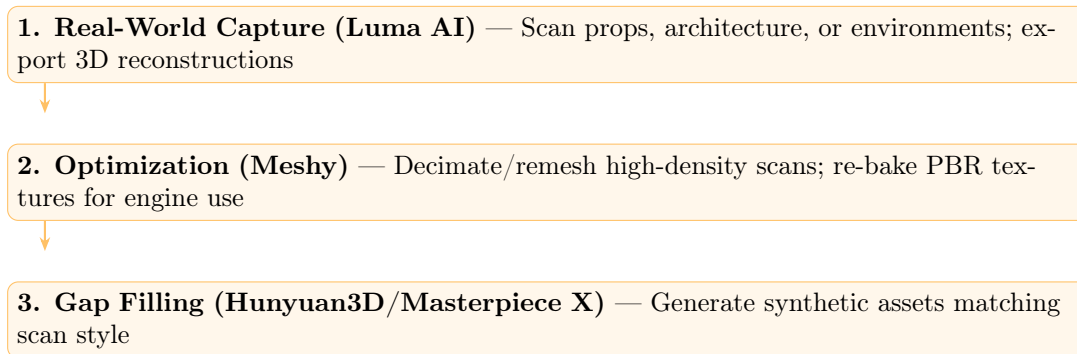 1. Real-World Capture (Luma AI) — Scan props, architecture, or environments; ex-
port 3D reconstructions
2. Optimization (Meshy) — Decimate/remesh high-density scans; re-bake PBR tex-
tures for engine use
3. Gap Filling (Hunyuan3D/Masterpiece X) — Generate synthetic assets matching
scan style